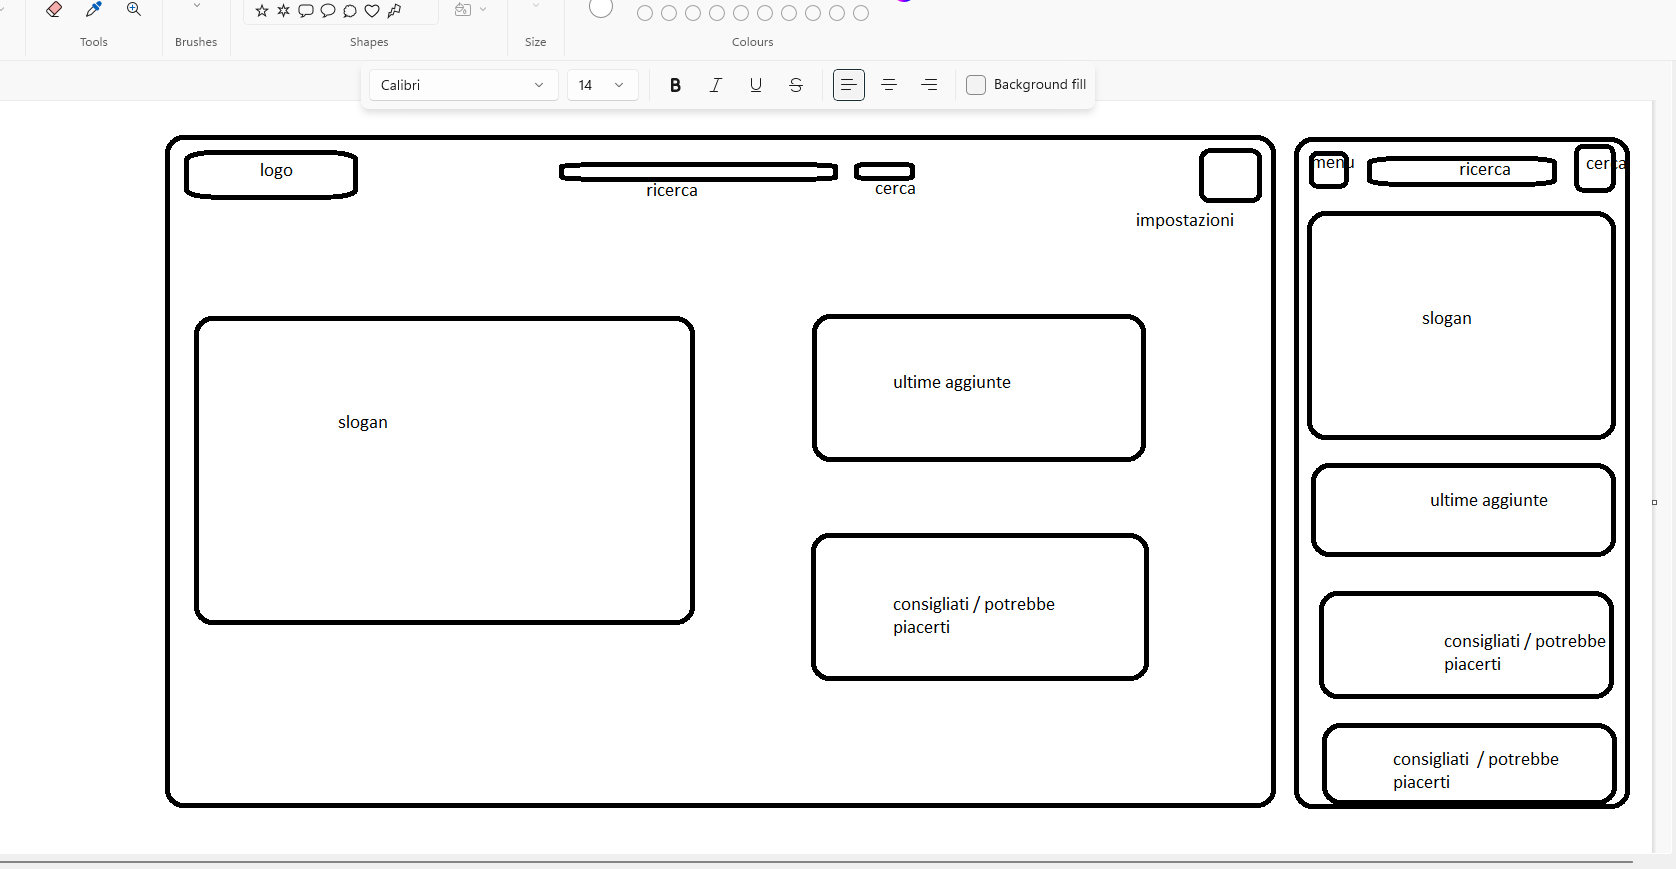 Tools
Brushes
Shapes
Size
Colours
Calibri
14
B
I
U
S
Background fill
logo
ricerca
cerca
impostazioni
slogan
ultime aggiunte
consigliati / potrebbe
piacerti
menu
ricerca
cerca
slogan
ultime aggiunte
consigliati / potrebbe
piacerti
consigliati / potrebbe
piacerti